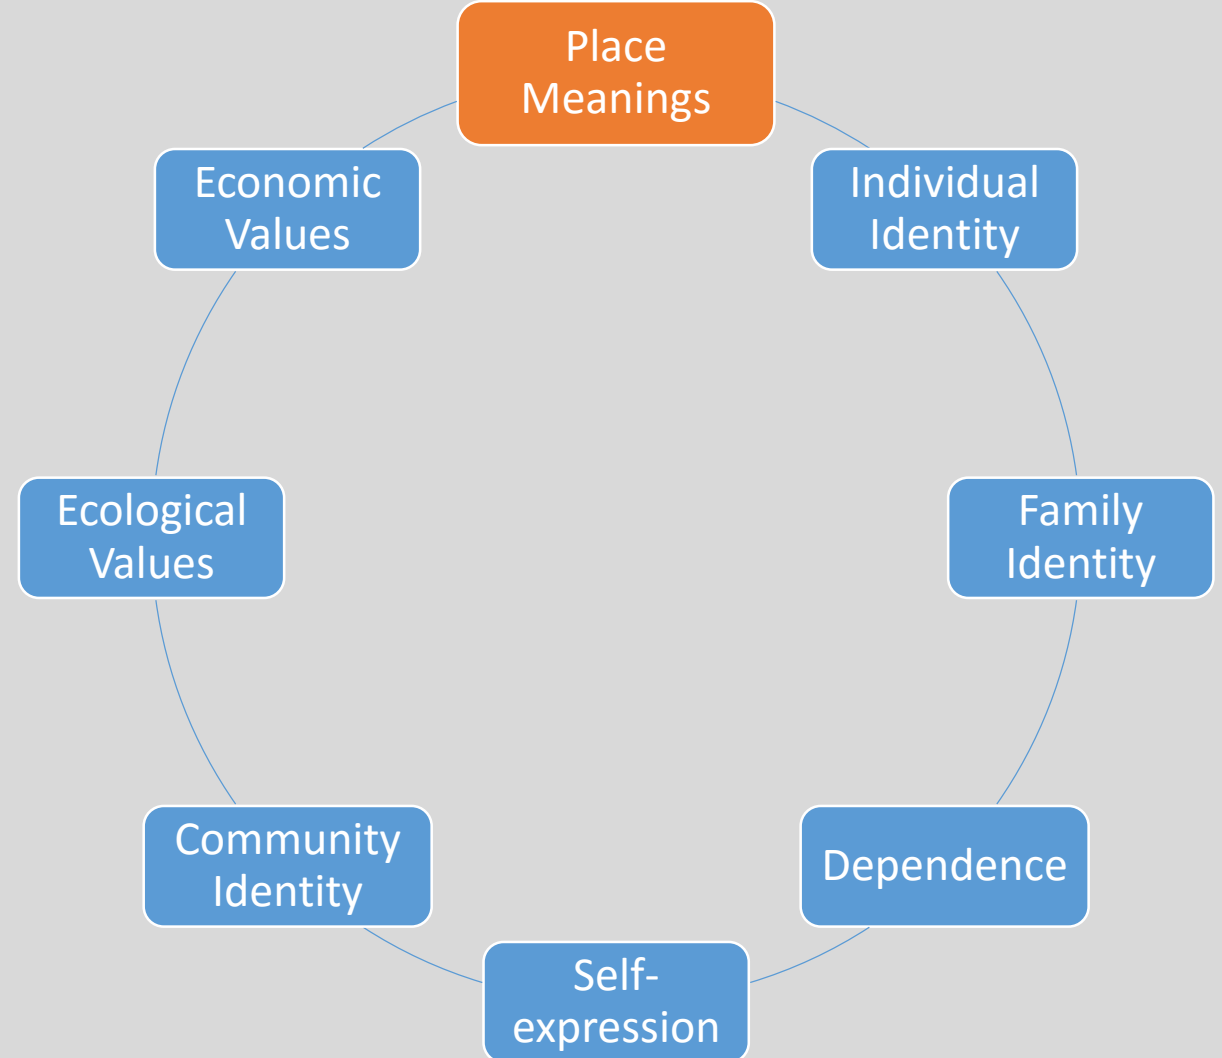 Place
Meanings
Individual
Identity
Family
Identity
Dependence
Self-
expression
Community
Identity
Ecological
Values
Economic
Values